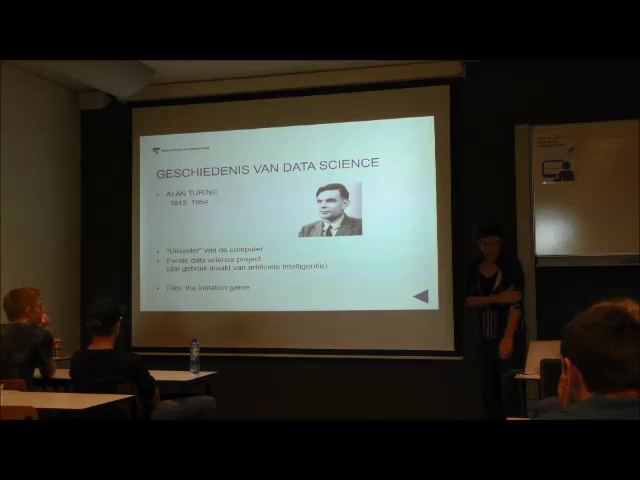 GESCHIEDENIS VAN DATA SCIENCE
• ALAN TURING
1912- 1954
• "Uitvinder" van de computer
• Eerste data science project
(dat gebruik maakt van artificiële intelligentie)
• Film: the imitation game